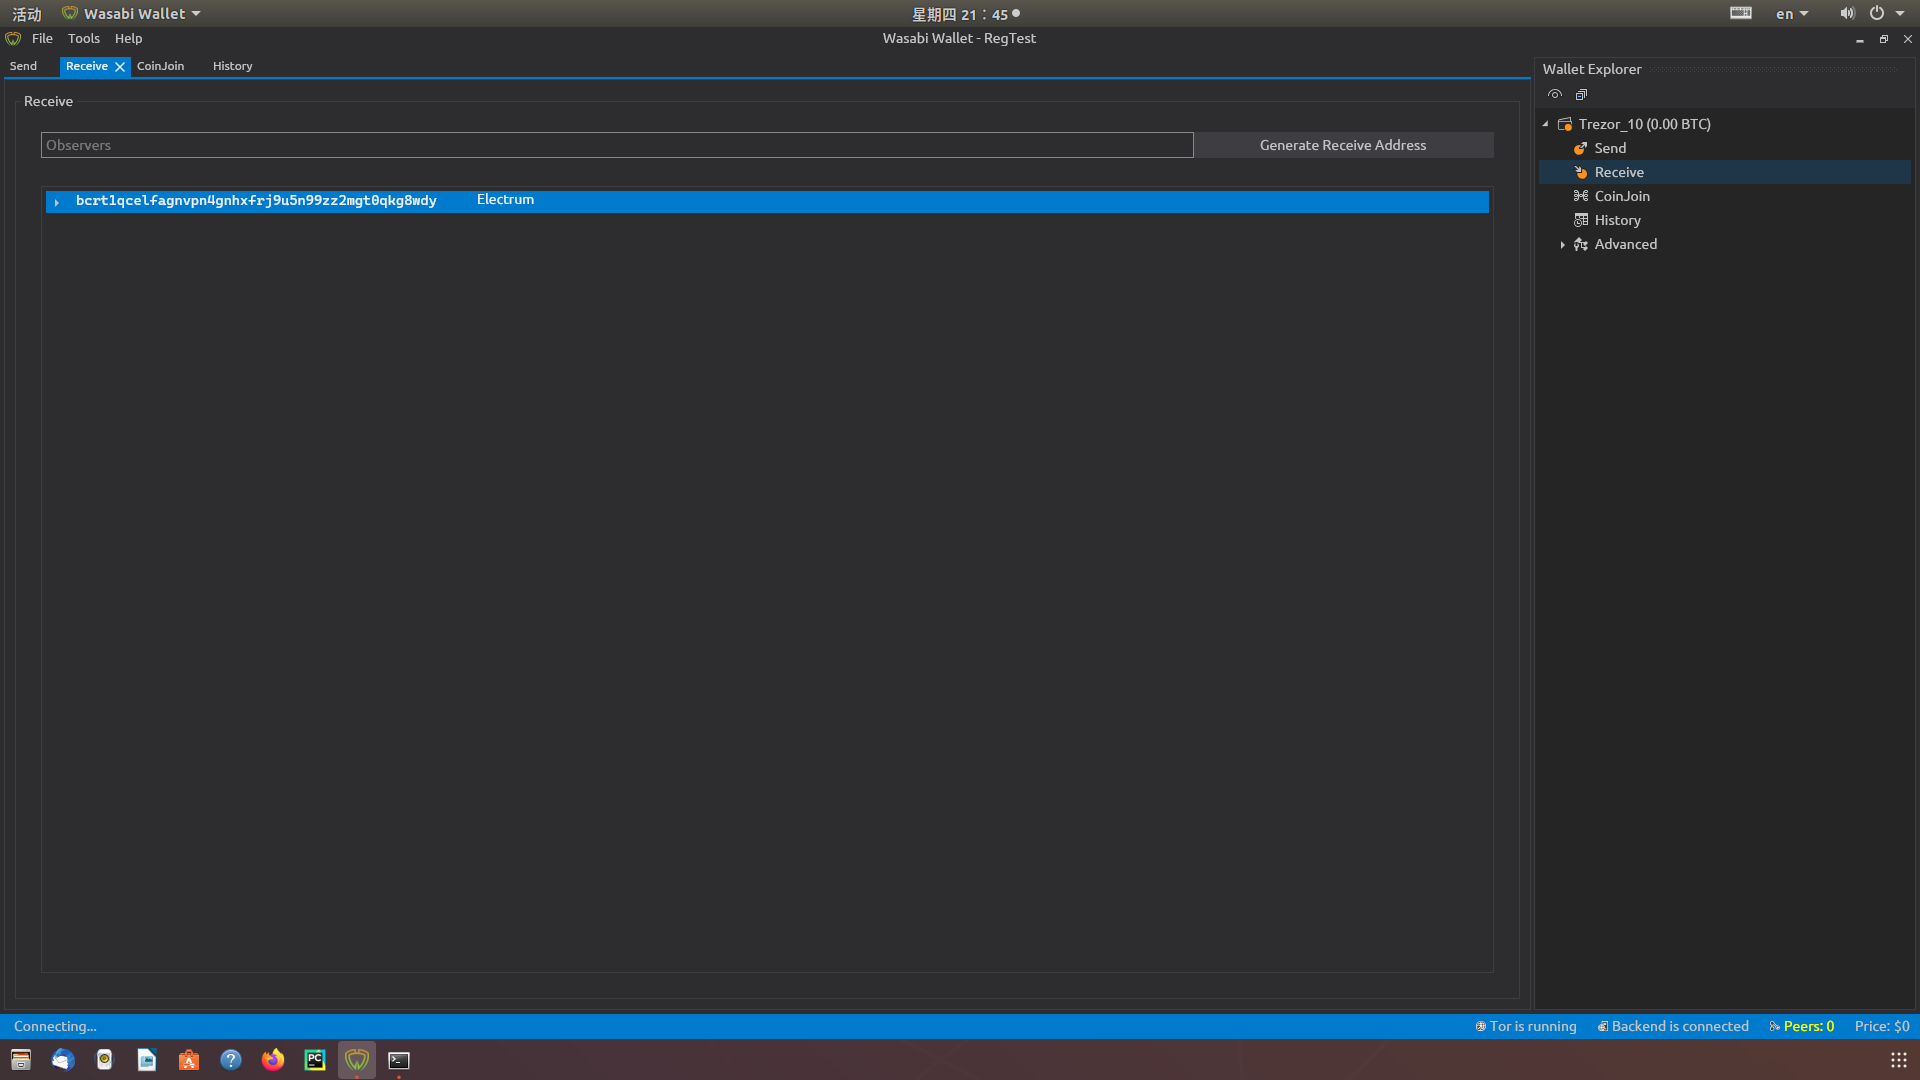 活动 Wasabi Wallet 星期四 21：45 en
File Tools Help Wasabi Wallet - RegTest
Send Receive CoinJoin History
Wallet Explorer
Receive
Observers Generate Receive Address
bcrt1qcelfagnvpn4gnhxfrj9u5n99zz2mgt0qkg8wdy Electrum
Trezor_10 (0.00 BTC)
Send
Receive
CoinJoin
History
Advanced
Connecting... Tor is running Backend is connected Peers: 0 Price: $0